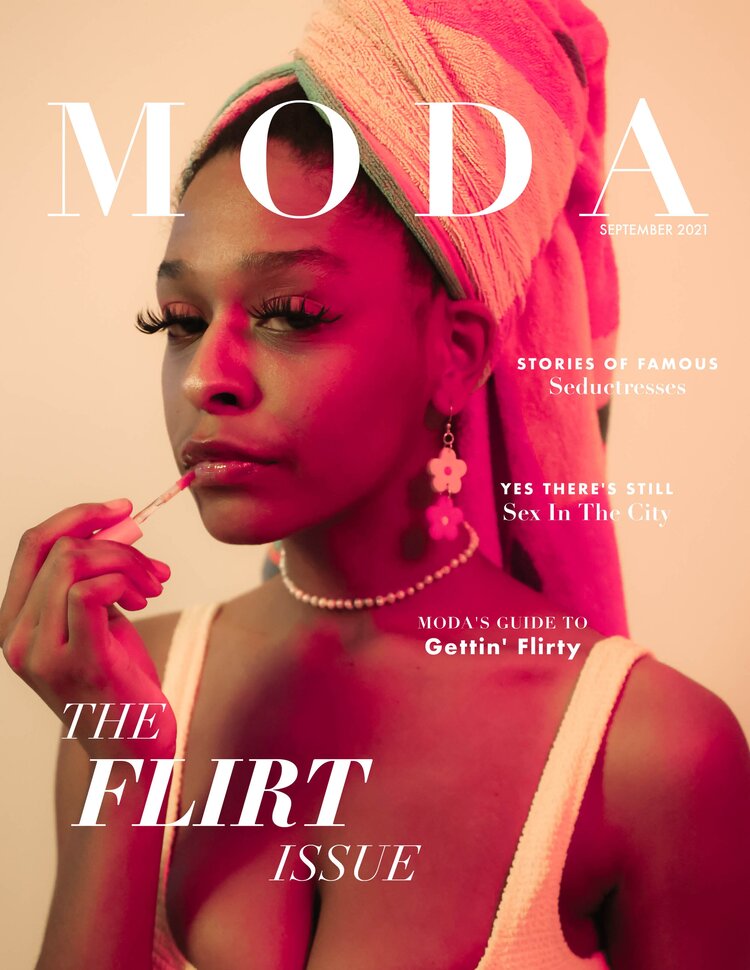 MODA
SEPTEMBER 2021
STORIES OF FAMOUS
Seductresses
YES THERE'S STILL
Sex In The City
MODA'S GUIDE TO
Gettin' Flirty
THE
FLIRT
ISSUE